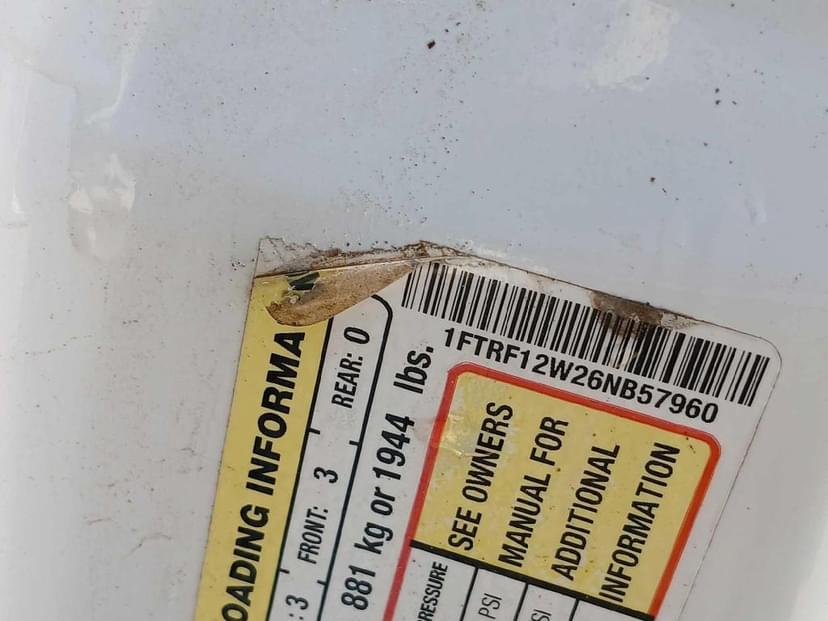 1FTRF12W26NB57960
OADING INFORMA
:3 FRONT: 3 REAR: 0
881 kg or 1944 lbs.
SEE OWNERS
MANUAL FOR
ADDITIONAL
INFORMATION
RESSURE
PSI
SI